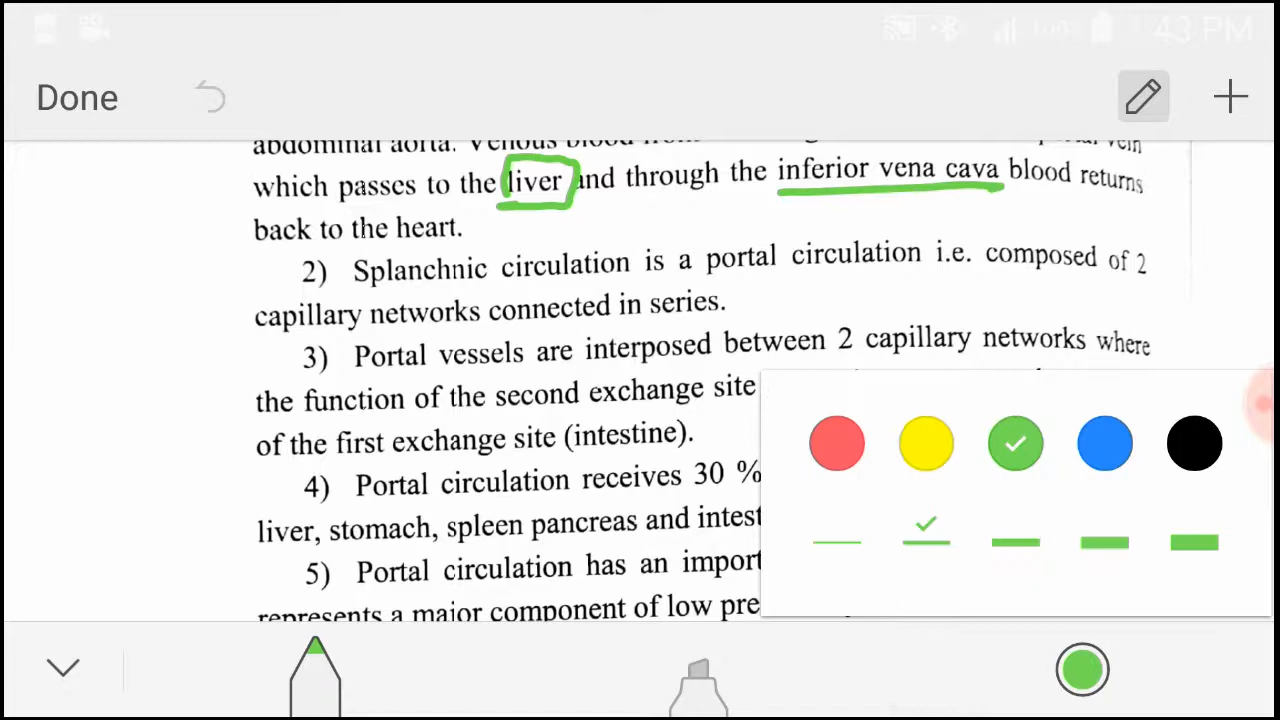 43 PM
Done
abdominal aorta. Venous blood from
vein
which passes to the liver and through the inferior vena cava blood returns
back to the heart.
2) Splanchnic circulation is a portal circulation i.e. composed of 2
capillary networks connected in series.
3) Portal vessels are interposed between 2 capillary networks where
the function of the second exchange site
of the first exchange site (intestine).
4) Portal circulation receives 30 %
liver, stomach, spleen pancreas and
5) Portal circulation has an
represents a major component of low